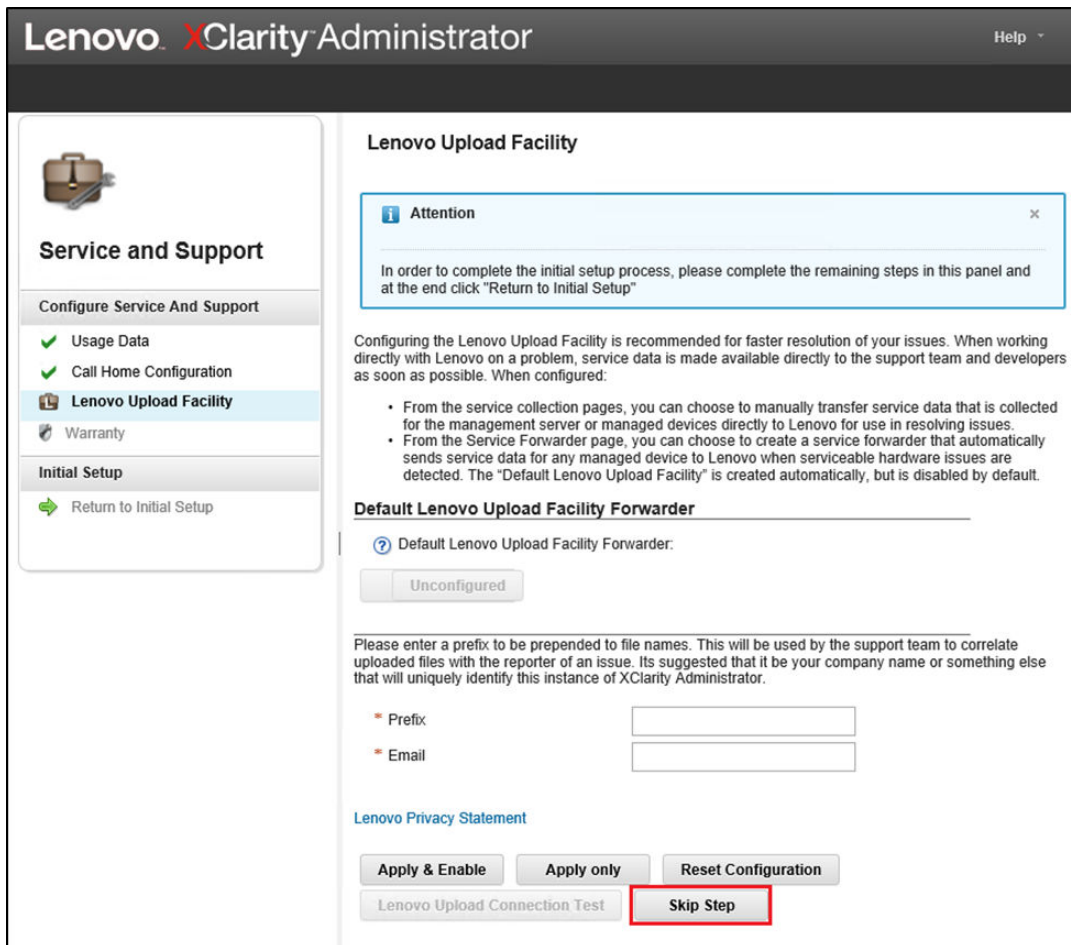 Lenovo. XClarity Administrator
Help
Service and Support
Configure Service And Support
Usage Data
Call Home Configuration
Lenovo Upload Facility
Warranty
Initial Setup
Return to Initial Setup
Lenovo Upload Facility
Attention
In order to complete the initial setup process, please complete the remaining steps in this panel and
at the end click "Return to Initial Setup"
Configuring the Lenovo Upload Facility is recommended for faster resolution of your issues. When working
directly with Lenovo on a problem, service data is made available directly to the support team and developers
as soon as possible. When configured:
• From the service collection pages, you can choose to manually transfer service data that is collected
for the management server or managed devices directly to Lenovo for use in resolving issues.
• From the Service Forwarder page, you can choose to create a service forwarder that automatically
sends service data for any managed device to Lenovo when serviceable hardware issues are
detected. The “Default Lenovo Upload Facility” is created automatically, but is disabled by default.
Default Lenovo Upload Facility Forwarder
Default Lenovo Upload Facility Forwarder:
Unconfigured
Please enter a prefix to be prepended to file names. This will be used by the support team to correlate
uploaded files with the reporter of an issue. Its suggested that it be your company name or something else
that will uniquely identify this instance of XClarity Administrator.
* Prefix
* Email
Lenovo Privacy Statement
Apply & Enable Apply only Reset Configuration
Lenovo Upload Connection Test Skip Step